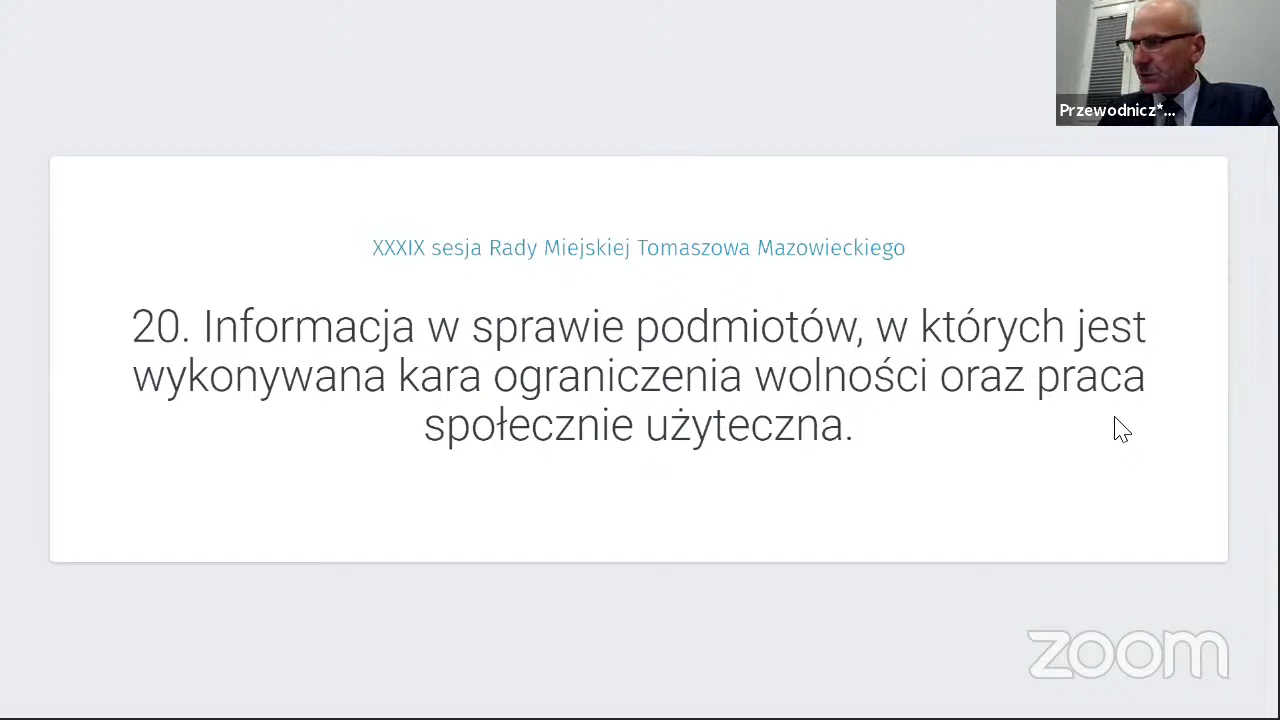 Przewodnicz*...
XXXIX sesja Rady Miejskiej Tomaszowa Mazowieckiego
20. Informacja w sprawie podmiotów, w których jest
wykonywana kara ograniczenia wolności oraz praca
społecznie użyteczna.
zoom